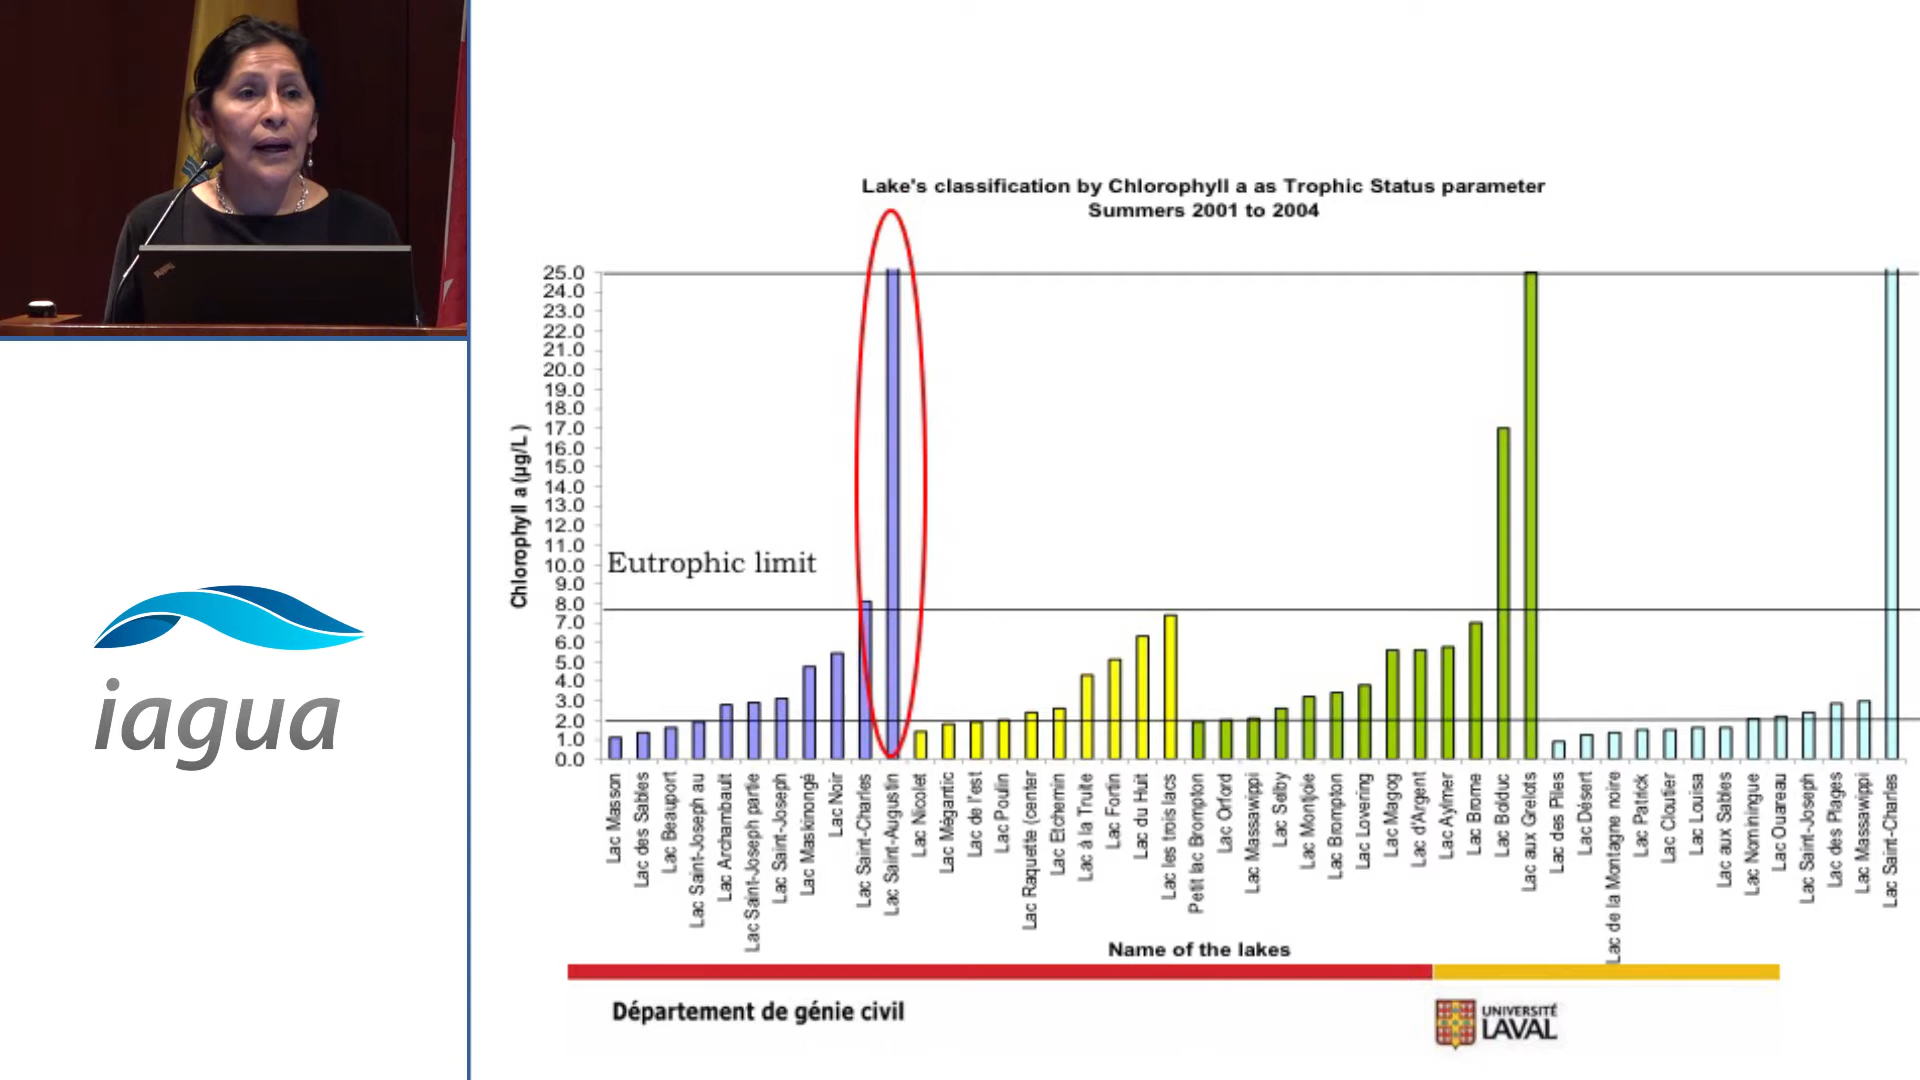 iagua
Lake's classification by Chlorophyll a as Trophic Status parameter
Summers 2001 to 2004
Chlorophyll a (µg/L)
25.0
24.0
23.0
22.0
21.0
20.0
19.0
18.0
17.0
16.0
15.0
14.0
13.0
12.0
11.0
10.0
9.0
8.0
7.0
6.0
5.0
4.0
3.0
2.0
1.0
0.0
Eutrophic limit
Lac Masson
Lac des Sables
Lac Beauport
Lac Saint-Joseph au
Lac Archambault
Lac Saint-Joseph partie
Lac Saint-Joseph
Lac Maskinongé
Lac Noir
Lac Saint-Charles
Lac Saint-Augustin
Lac Nicolet
Lac Mégantic
Lac de l'est
Lac Poulin
Lac Raquette (center
Lac Etchemin
Lac à la Truite
Lac Fortin
Lac du Huit
Lac les trois lacs
Petit lac Brompton
Lac Orford
Lac Massawippi
Lac Selby
Lac Montjoie
Lac Brompton
Lac Lovering
Lac Magog
Lac d'Argent
Lac Aylmer
Lac Brome
Lac Bolduc
Lac aux Grelots
Lac des Piles
Lac Désert
Lac de la Montagne noire
Lac Patrick
Lac Cloutier
Lac Louisa
Lac aux Sables
Lac Nominingue
Lac Ouareau
Lac Saint-Joseph
Lac des Plages
Lac Massawippi
Lac Saint-Charles
Name of the lakes
Département de génie civil
UNIVERSITÉ
LAVAL